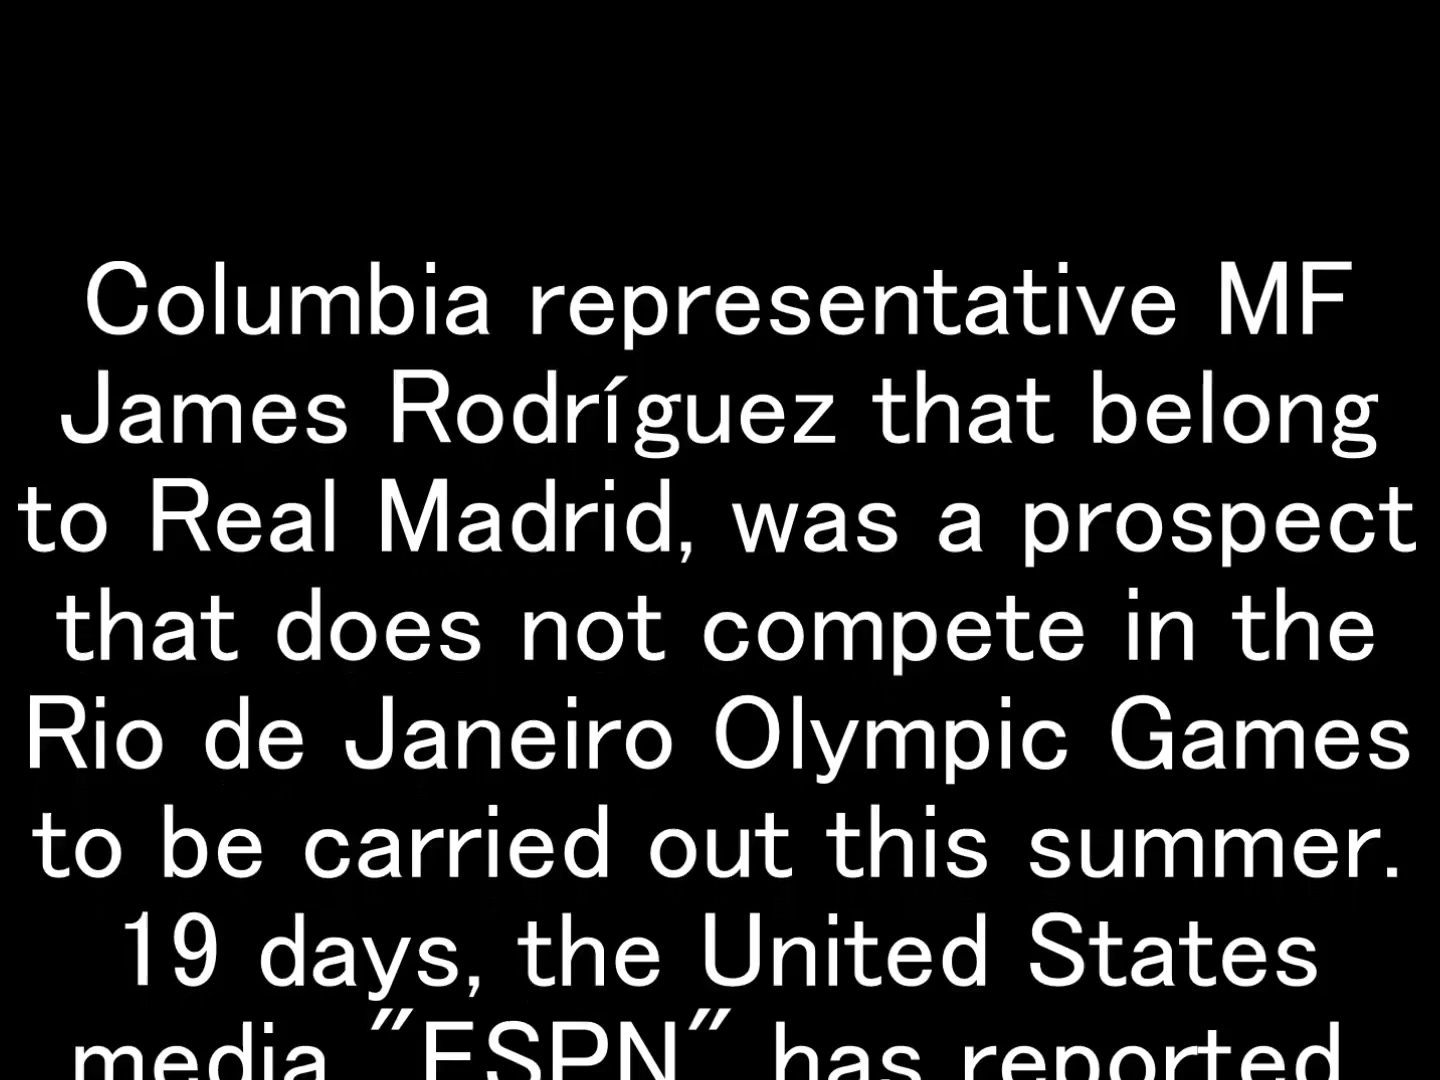 Columbia representative MF
James Rodríguez that belong
to Real Madrid, was a prospect
that does not compete in the
Rio de Janeiro Olympic Games
to be carried out this summer.
19 days, the United States
media "ESPN" has reported